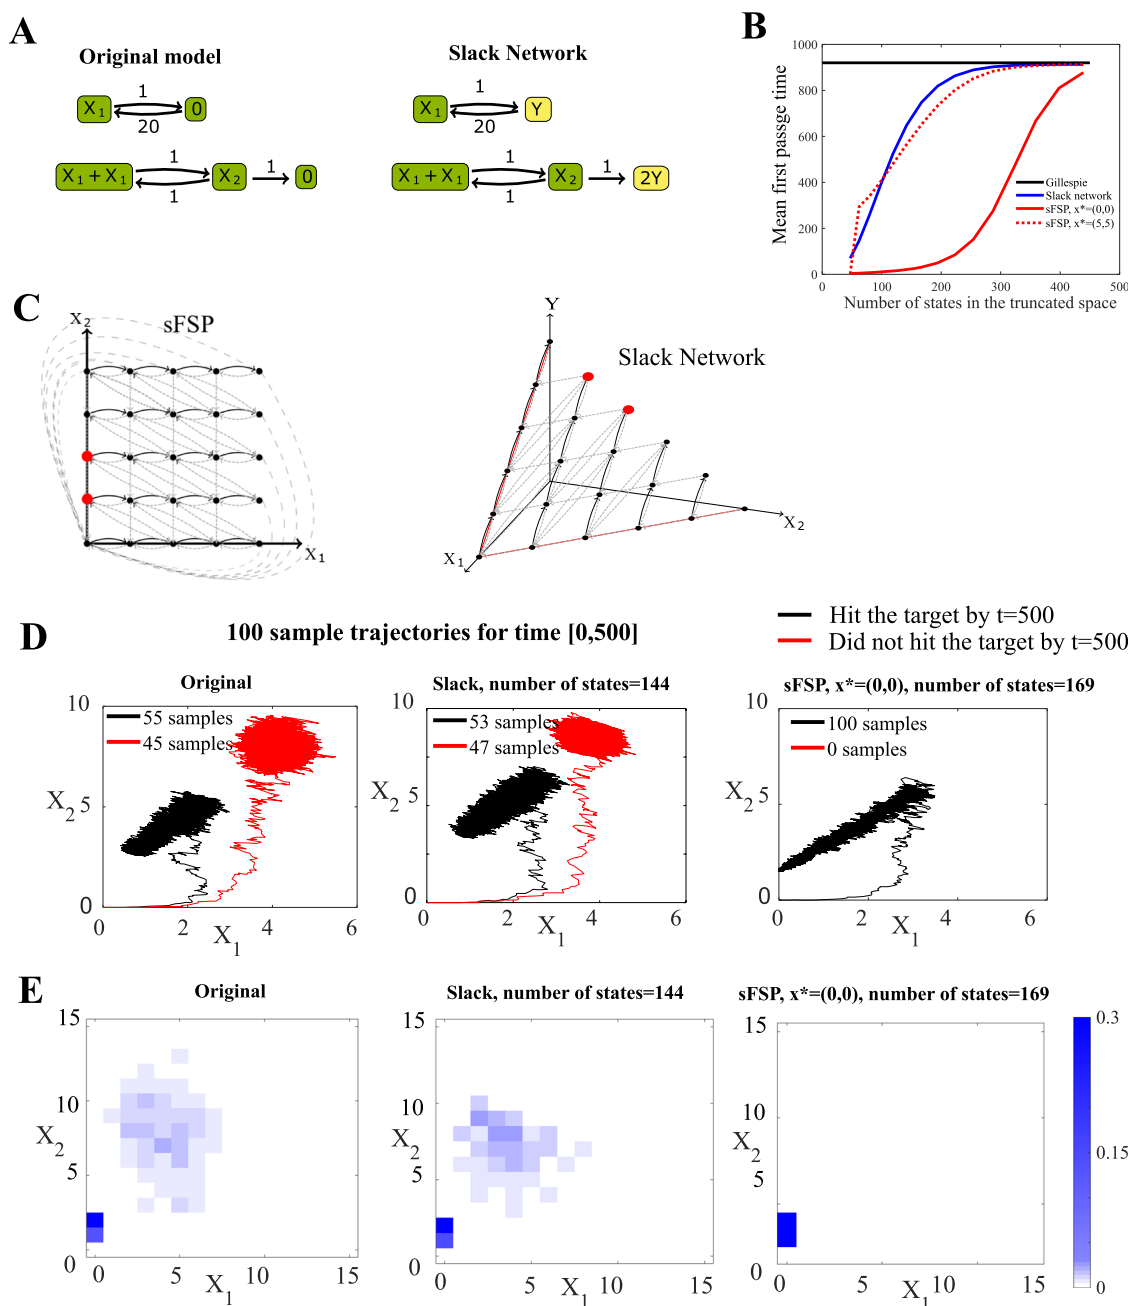 A
Original model
Slack Network
X1
1
20
0
X1
1
20
Y
X1 + X1
1
1
X2
1
0
X1 + X1
1
1
X2
1
2Y
B
Mean first passge time
1000
800
600
400
200
0
0
100
200
300
400
500
Number of states in the truncated space
Gillespie
Slack network
sFSP, x*=(0,0)
sFSP, x*=(5,5)
C
X2
sFSP
X1
Y
Slack Network
X1
X2
D
100 sample trajectories for time [0,500]
Hit the target by t=500
Did not hit the target by t=500
Original
10
55 samples
45 samples
X2
5
0
2
4
6
X1
Slack, number of states=144
10
53 samples
47 samples
X2
5
0
0
2
4
6
X1
sFSP, x*=(0,0), number of states=169
10
100 samples
0 samples
X2
5
0
0
2
4
6
X1
E
Original
15
10
X2
5
0
0
5
10
15
X1
Slack, number of states=144
15
10
X2
5
0
0
5
10
15
X1
sFSP, x*=(0,0), number of states=169
15
10
X2
5
0
0
5
X1
10
15
0.3
0.15
0